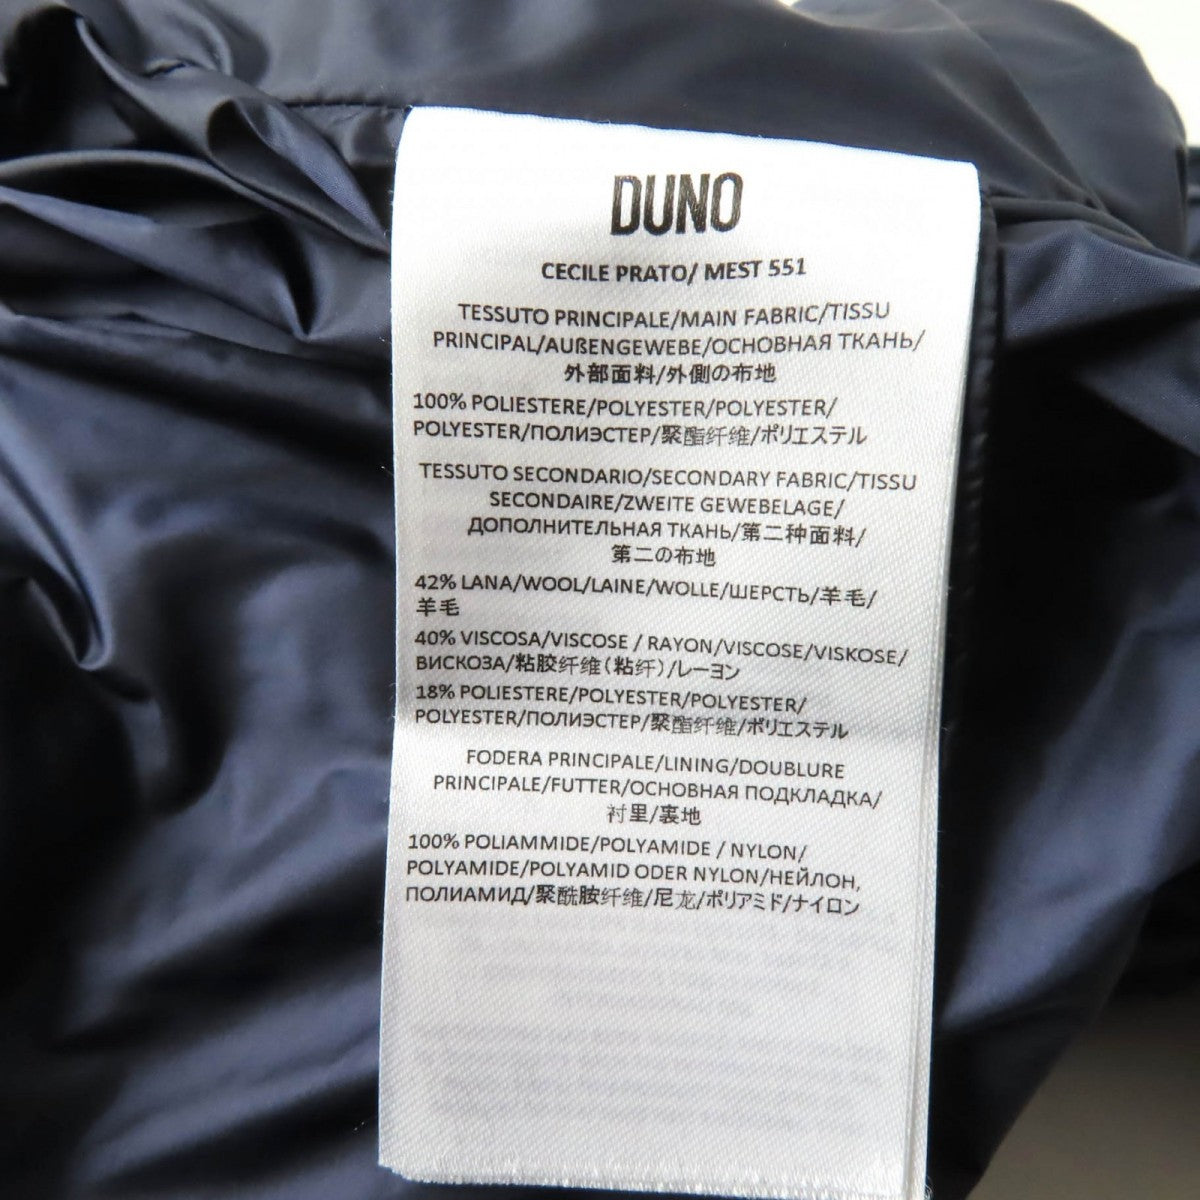 DUNO
CECILE PRATO/ MEST 551
TESSUTO PRINCIPALE/MAIN FABRIC/TISSU
PRINCIPAL/AUßENGEWEBE/ОСНОВНАЯ ТКАНЬ/
外部面料/外側の布地
100% POLIESTERE/POLYESTER/POLYESTER/
POLYESTER/ПОЛИЭСТЕР/聚酯纤维/ポリエステル
TESSUTO SECONDARIO/SECONDARY FABRIC/TISSU
SECONDAIRE/ZWEITE GEWEBELAGE/
ДОПОЛНИТЕЛЬНАЯ ТКАНЬ/第二种面料/
第二の布地
42% LANA/WOOL/LAINE/WOLLE/ШЕРСТЬ/羊毛/
羊毛
40% VISCOSA/VISCOSE / RAYON/VISCOSE/VISKOSE/
ВИСКОЗА/粘胶纤维(粘纤)/レーヨン
18% POLIESTERE/POLYESTER/POLYESTER/
POLYESTER/ПОЛИЭСТЕР/聚酯纤维/ポリエステル
FODERA PRINCIPALE/LINING/DOUBLURE
PRINCIPALE/FUTTER/ОСНОВНАЯ ПОДКЛАДКА/
衬里/裏地
100% POLIAMMIDE/POLYAMIDE / NYLON/
POLYAMIDE/POLYAMID ODER NYLON/НЕЙЛОН,
ПОЛИАМИД/聚酰胺纤维/尼龙/ポリアミド/ナイロン